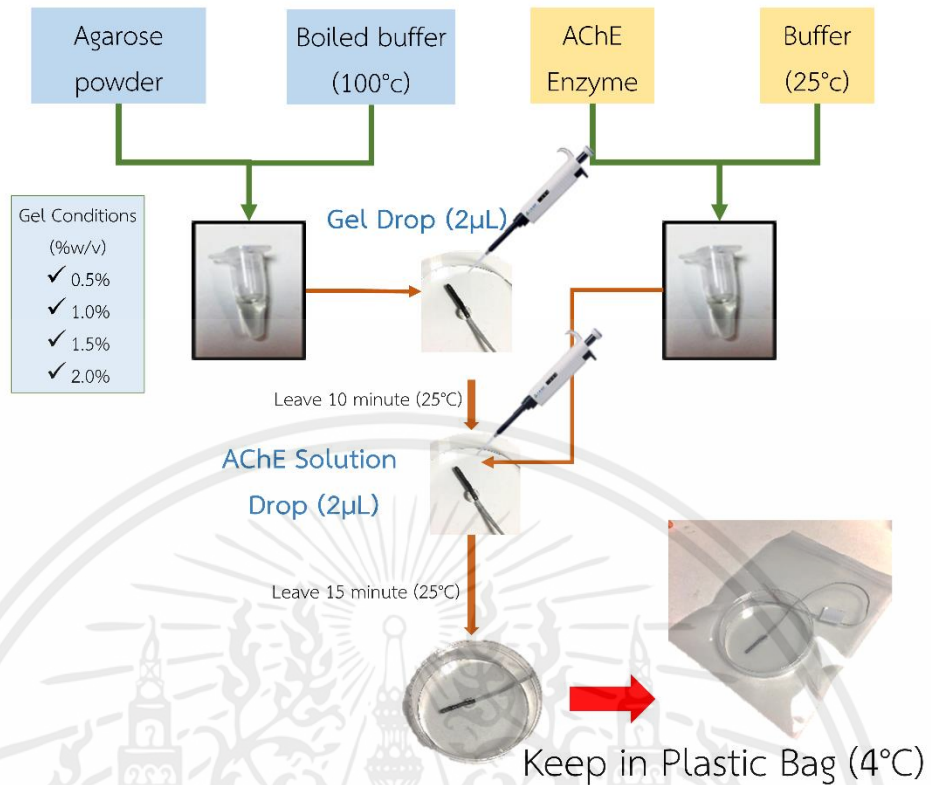 Agarose
powder
Boiled buffer
(100°c)
AChE
Enzyme
Buffer
(25°c)
Gel Conditions
(%w/v)
✓ 0.5%
✓ 1.0%
✓ 1.5%
✓ 2.0%
Gel Drop (2µL)
Leave 10 minute (25°C)
AChE Solution
Drop (2µL)
Leave 15 minute (25°C)
Keep in Plastic Bag (4°C)